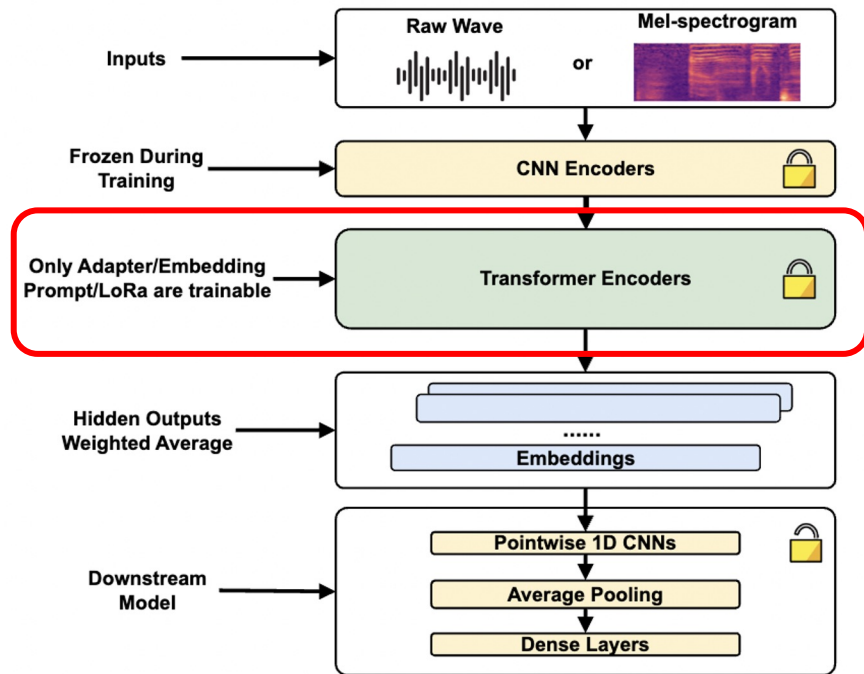 Inputs
Raw Wave
or
Mel-spectrogram
Frozen During
Training
CNN Encoders
Only Adapter/Embedding
Prompt/LoRa are trainable
Transformer Encoders
Hidden Outputs
Weighted Average
......
Embeddings
Downstream
Model
Pointwise 1D CNNs
Average Pooling
Dense Layers